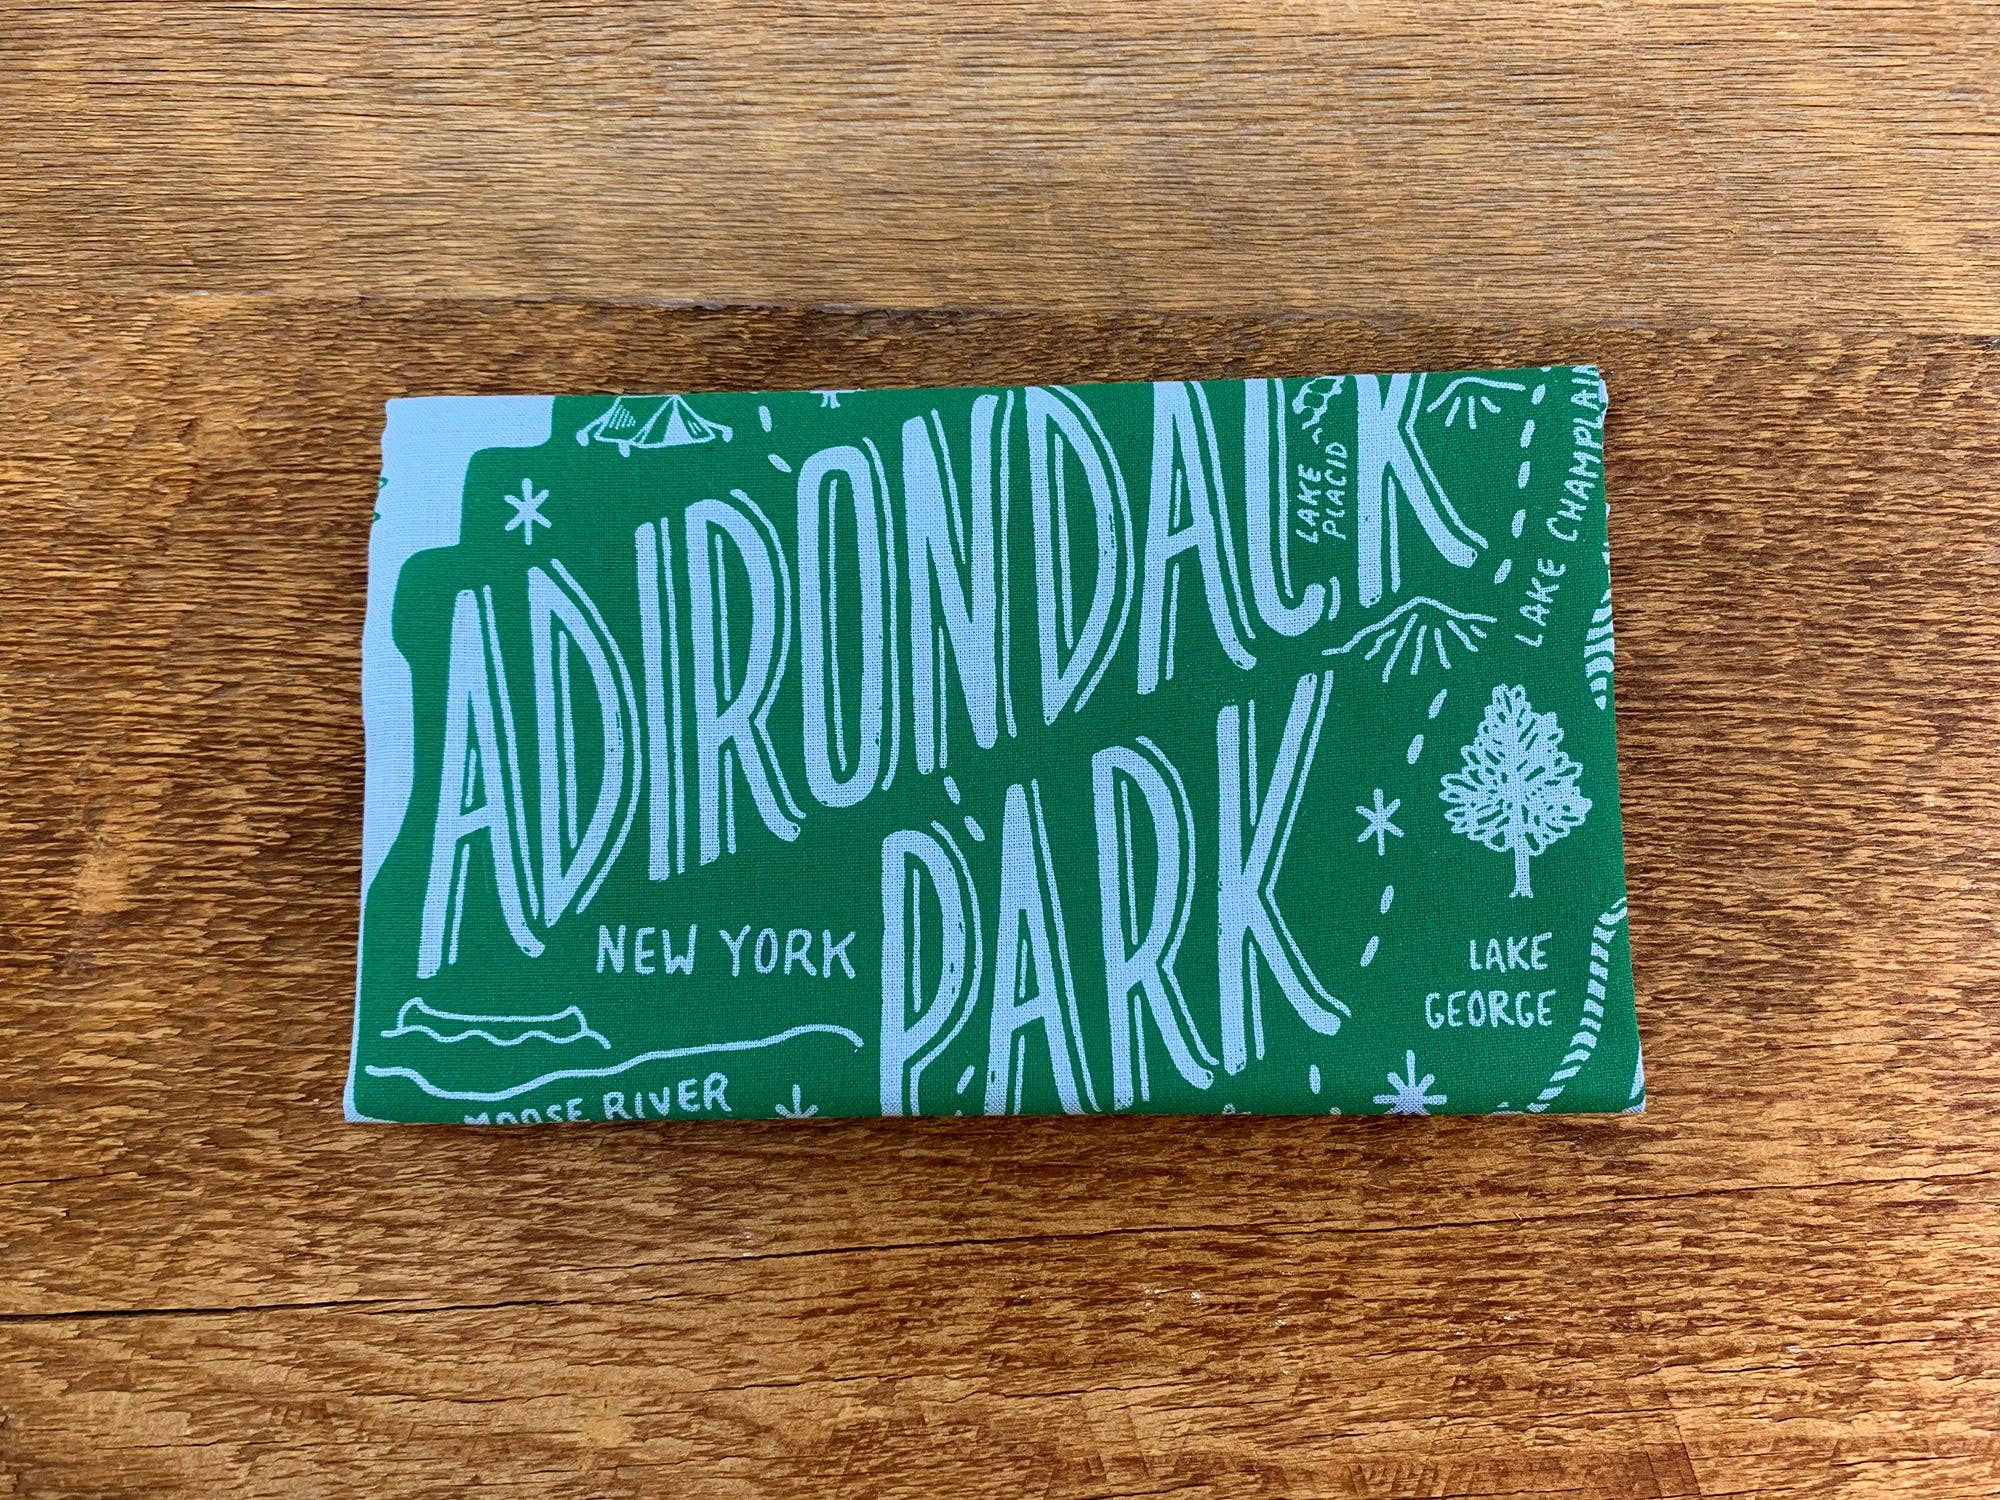 ADIRONDACK
PARK
NEW YORK
LAKE
PLACID
LAKE CHAMPLAIN
LAKE
GEORGE
MOOSE RIVER